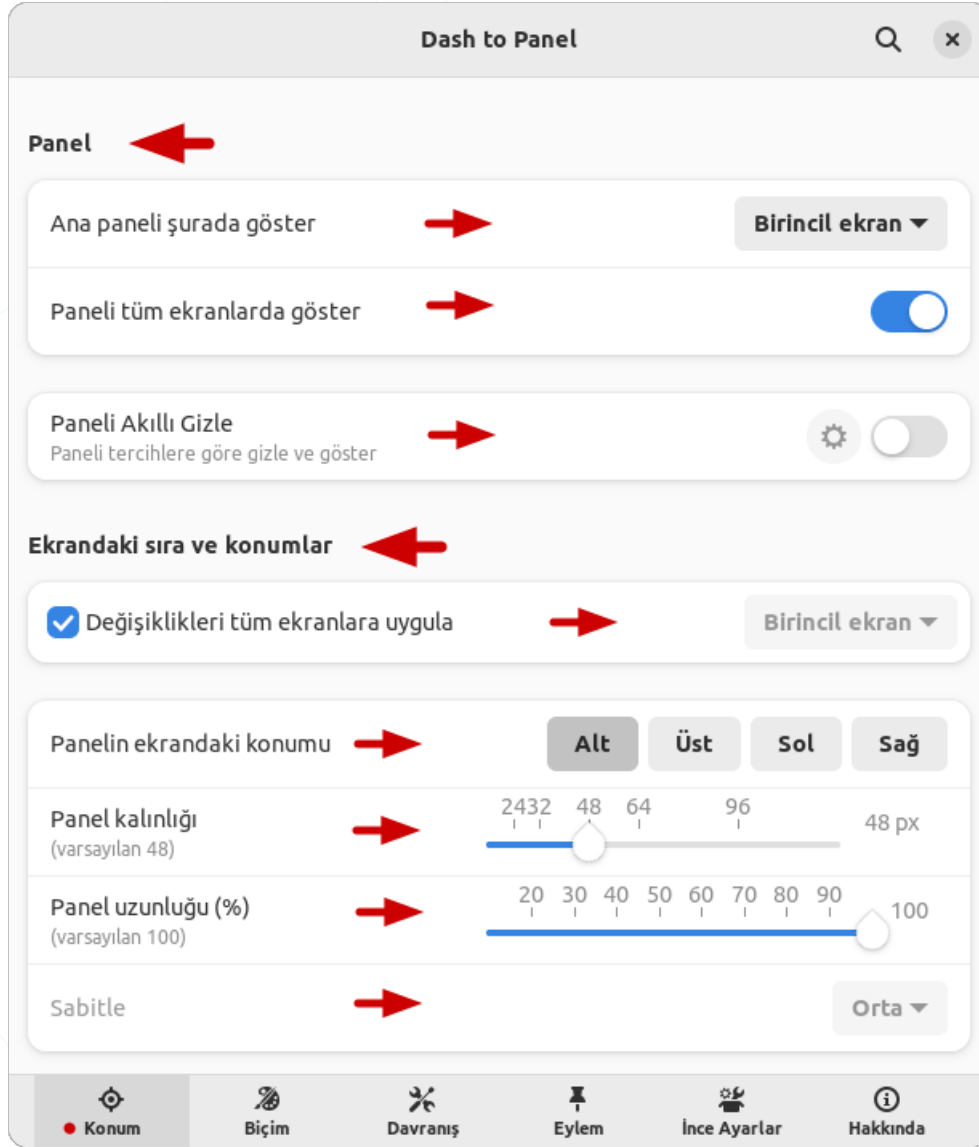 Dash to Panel
Panel
Ana paneli şurada göster
Birincil ekran
Paneli tüm ekranlarda göster
Paneli Akıllı Gizle
Paneli tercihlere göre gizle ve göster
Ekrandaki sıra ve konumlar
Değişiklikleri tüm ekranlara uygula
Birincil ekran
Panelin ekrandaki konumu
Alt Üst Sol Sağ
Panel kalınlığı
(varsayılan 48)
24 32 48 64 96
48 px
Panel uzunluğu (%)
(varsayılan 100)
20 30 40 50 60 70 80 90
100
Sabitle
Orta
Konum Biçim Davranış Eylem İnce Ayarlar Hakkında